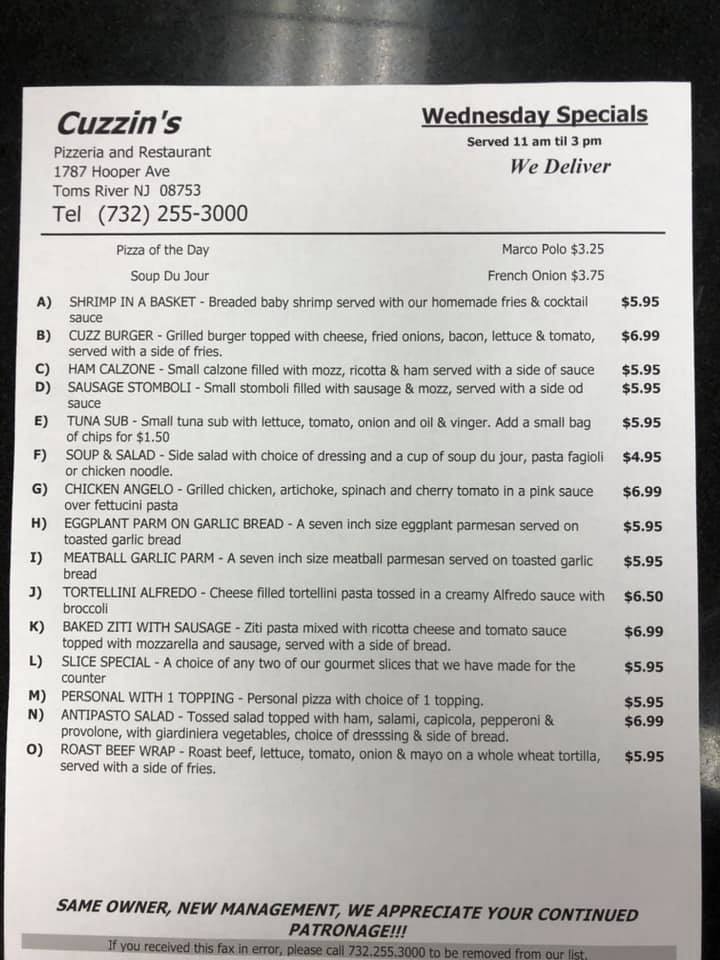 Cuzzin's
Pizzeria and Restaurant
1787 Hooper Ave
Toms River NJ 08753
Tel (732) 255-3000
Wednesday Specials
Served 11 am til 3 pm
We Deliver
Pizza of the Day Marco Polo $3.25
Soup Du Jour French Onion $3.75
A) SHRIMP IN A BASKET - Breaded baby shrimp served with our homemade fries & cocktail $5.95
sauce
B) CUZZ BURGER - Grilled burger topped with cheese, fried onions, bacon, lettuce & tomato, $6.99
served with a side of fries.
C) HAM CALZONE - Small calzone filled with mozz, ricotta & ham served with a side of sauce $5.95
D) SAUSAGE STOMBOLI - Small stomboli filled with sausage & mozz, served with a side od $5.95
sauce
E) TUNA SUB - Small tuna sub with lettuce, tomato, onion and oil & vinger. Add a small bag $5.95
of chips for $1.50
F) SOUP & SALAD - Side salad with choice of dressing and a cup of soup du jour, pasta fagioli $4.95
or chicken noodle.
G) CHICKEN ANGELO - Grilled chicken, artichoke, spinach and cherry tomato in a pink sauce $6.99
over fettucini pasta
H) EGGPLANT PARM ON GARLIC BREAD - A seven inch size eggplant parmesan served on $5.95
toasted garlic bread
I) MEATBALL GARLIC PARM - A seven inch size meatball parmesan served on toasted garlic $5.95
bread
J) TORTELLINI ALFREDO - Cheese filled tortellini pasta tossed in a creamy Alfredo sauce with $6.50
broccoli
K) BAKED ZITI WITH SAUSAGE - Ziti pasta mixed with ricotta cheese and tomato sauce $6.99
topped with mozzarella and sausage, served with a side of bread.
L) SLICE SPECIAL - A choice of any two of our gourmet slices that we have made for the $5.95
counter
M) PERSONAL WITH 1 TOPPING - Personal pizza with choice of 1 topping. $5.95
N) ANTIPASTO SALAD - Tossed salad topped with ham, salami, capicola, pepperoni & $6.99
provolone, with giardiniera vegetables, choice of dresssing & side of bread.
O) ROAST BEEF WRAP - Roast beef, lettuce, tomato, onion & mayo on a whole wheat tortilla, $5.95
served with a side of fries.
SAME OWNER, NEW MANAGEMENT, WE APPRECIATE YOUR CONTINUED
PATRONAGE!!!
If you received this fax in error, please call 732.255.3000 to be removed from our list.